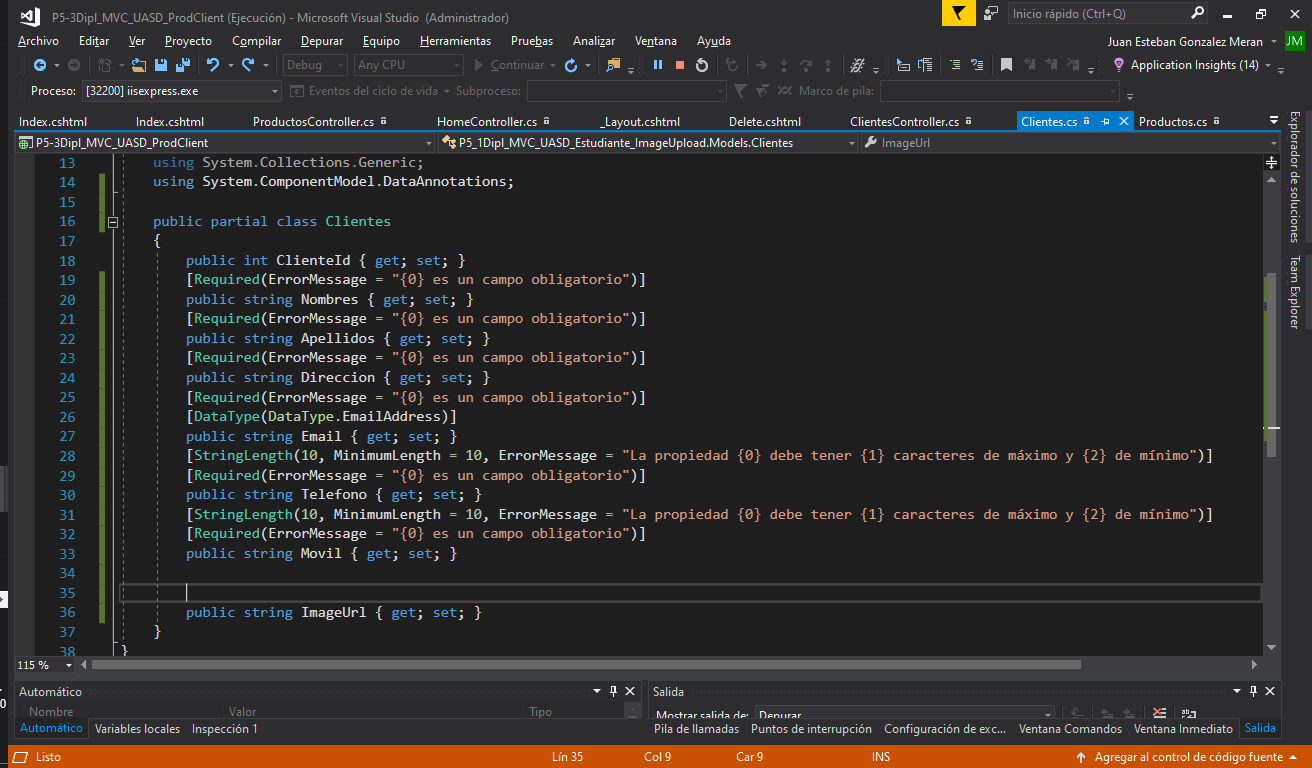 P5-3Dipl_MVC_UASD_ProdClient (Ejecución) - Microsoft Visual Studio (Administrador)
Inicio rápido (Ctrl+Q)
Archivo Editar Ver Proyecto Compilar Depurar Equipo Herramientas Pruebas Analizar Ventana Ayuda
Juan Esteban Gonzalez Meran JM
Debug Any CPU Continuar Application Insights (14)
Proceso: [32200] iisexpress.exe Eventos del ciclo de vida Subproceso: Marco de pila:
Index.cshtml Index.cshtml ProductosController.cs HomeController.cs _Layout.cshtml Delete.cshtml ClientesController.cs Clientes.cs Productos.cs
P5-3Dipl_MVC_UASD_ProdClient P5_1Dipl_MVC_UASD_Estudiante_ImageUpload.Models.Clientes ImageUrl
13 using System.Collections.Generic;
14 using System.ComponentModel.DataAnnotations;
15
16 public partial class Clientes
17 {
18 public int ClienteId { get; set; }
19 [Required(ErrorMessage = "{0} es un campo obligatorio")]
20 public string Nombres { get; set; }
21 [Required(ErrorMessage = "{0} es un campo obligatorio")]
22 public string Apellidos { get; set; }
23 [Required(ErrorMessage = "{0} es un campo obligatorio")]
24 public string Direccion { get; set; }
25 [Required(ErrorMessage = "{0} es un campo obligatorio")]
26 [DataType(DataType.EmailAddress)]
27 public string Email { get; set; }
28 [StringLength(10, MinimumLength = 10, ErrorMessage = "La propiedad {0} debe tener {1} caracteres de máximo y {2} de mínimo")]
29 [Required(ErrorMessage = "{0} es un campo obligatorio")]
30 public string Telefono { get; set; }
31 [StringLength(10, MinimumLength = 10, ErrorMessage = "La propiedad {0} debe tener {1} caracteres de máximo y {2} de mínimo")]
32 [Required(ErrorMessage = "{0} es un campo obligatorio")]
33 public string Movil { get; set; }
34
35
36 public string ImageUrl { get; set; }
37 }
38 }
Explorador de soluciones
Team Explorer
115 %
Automático
Nombre Valor Tipo
Automático Variables locales Inspección 1
Salida
Mostrar salida de: Depurar
Pila de llamadas Puntos de interrupción Configuración de exc... Ventana Comandos Ventana Inmediato Salida
Listo Lín 35 Col 9 Car 9 INS Agregar al control de código fuente